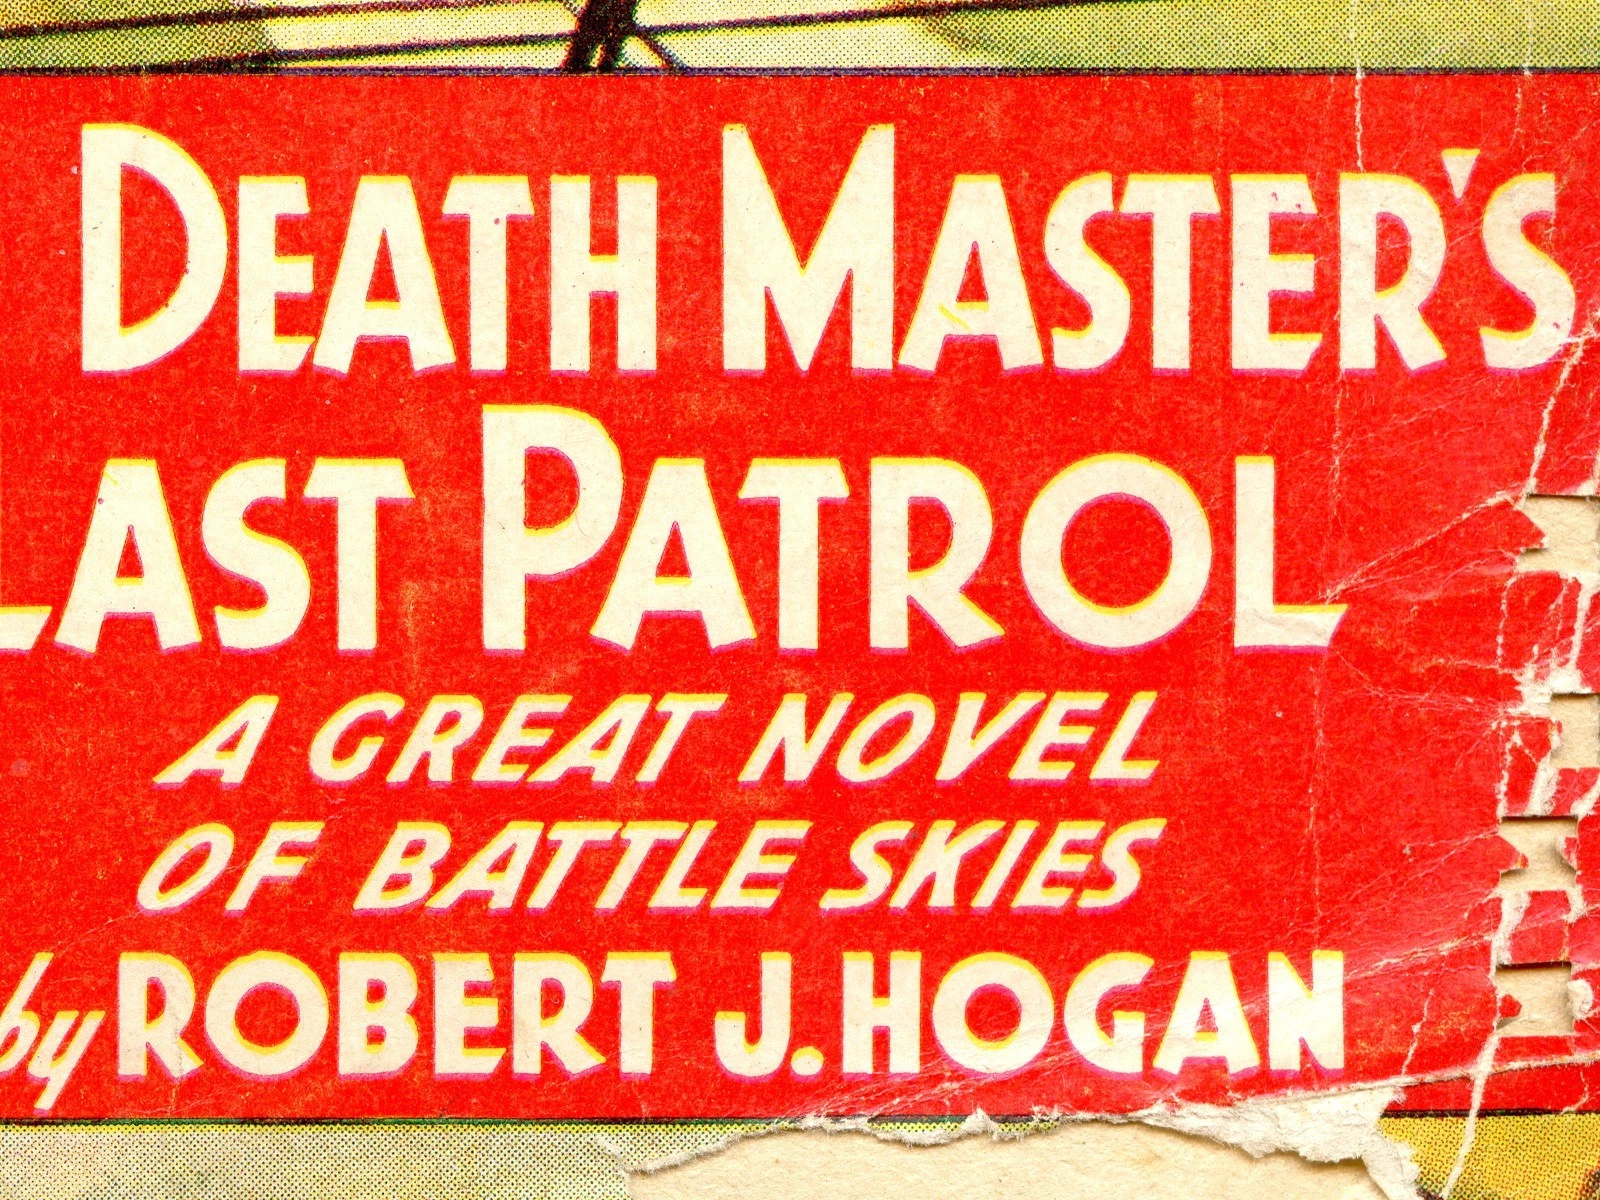 DEATH MASTER'S
LAST PATROL
A GREAT NOVEL
OF BATTLE SKIES
by ROBERT J. HOGAN